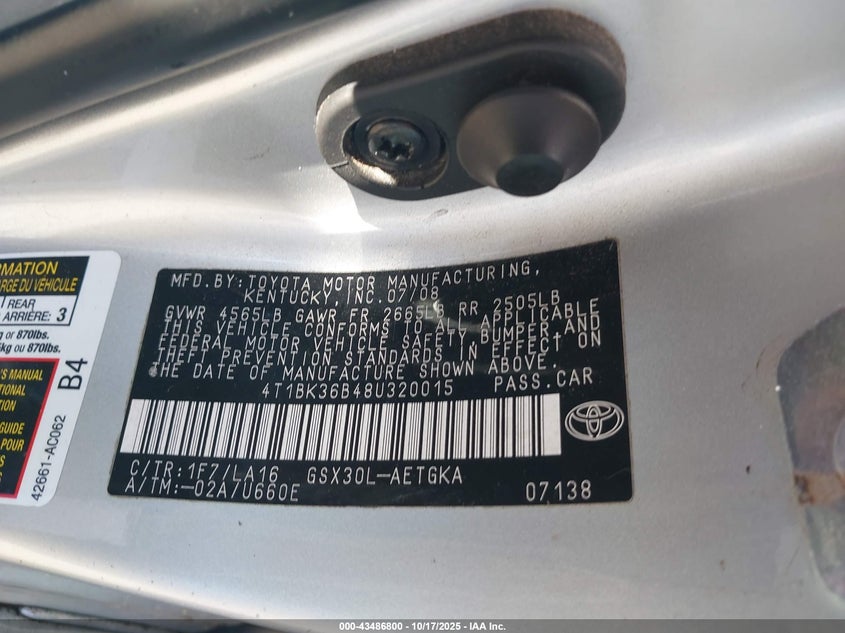 RMATION
RGE DU VÉHICULE
REAR
ARRIÈRE: 3
or 870lbs.
kg ou 870lbs.
'S MANUAL
TIONAL
GUIDE
POUR
B4
42661-AC062
MFD.BY:TOYOTA MOTOR MANUFACTURING,
KENTUCKY, INC. 07/08
GVWR 4565LB GAWR FR 2665LB RR 2505LB
THIS VEHICLE CONFORMS TO ALL APPLICABLE
FEDERAL MOTOR VEHICLE SAFETY, BUMPER, AND
THEFT PREVENTION STANDARDS IN EFFECT ON
THE DATE OF MANUFACTURE SHOWN ABOVE.
4T1BK36B48U320015 PASS.CAR
C/TR:1F7/LA16 GSX30L-AETGKA
A/TM:-02A/U660E 07138
000-43486800 | 10/17/2025 | IAA Inc.